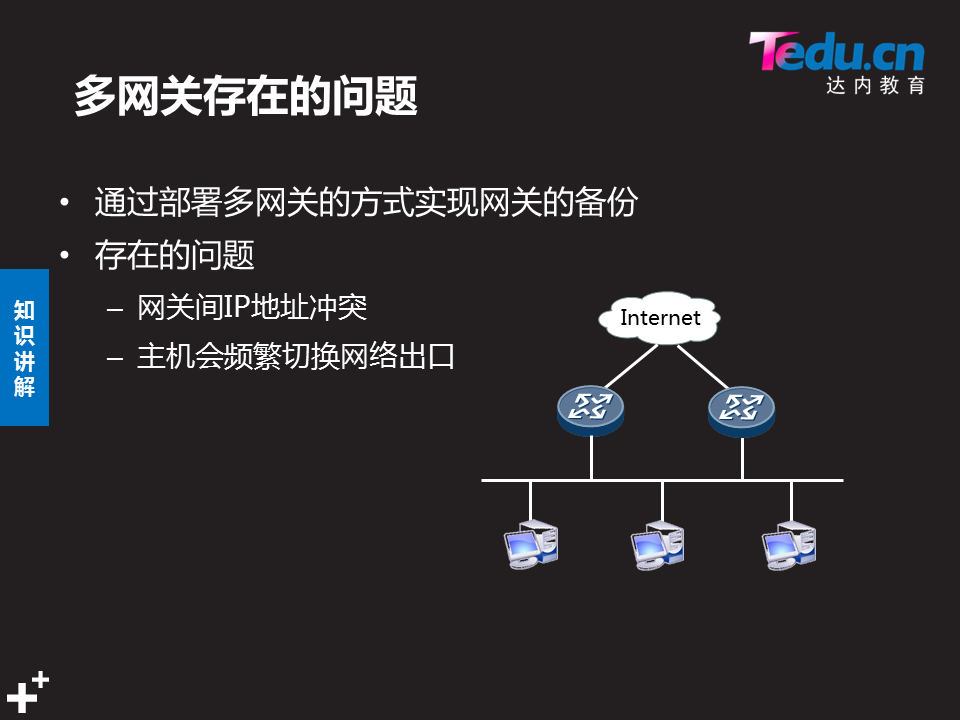 Tedu.cn
达内教育
多网关存在的问题
• 通过部署多网关的方式实现网关的备份
• 存在的问题
– 网关间IP地址冲突
– 主机会频繁切换网络出口
知
识
讲
解
Internet